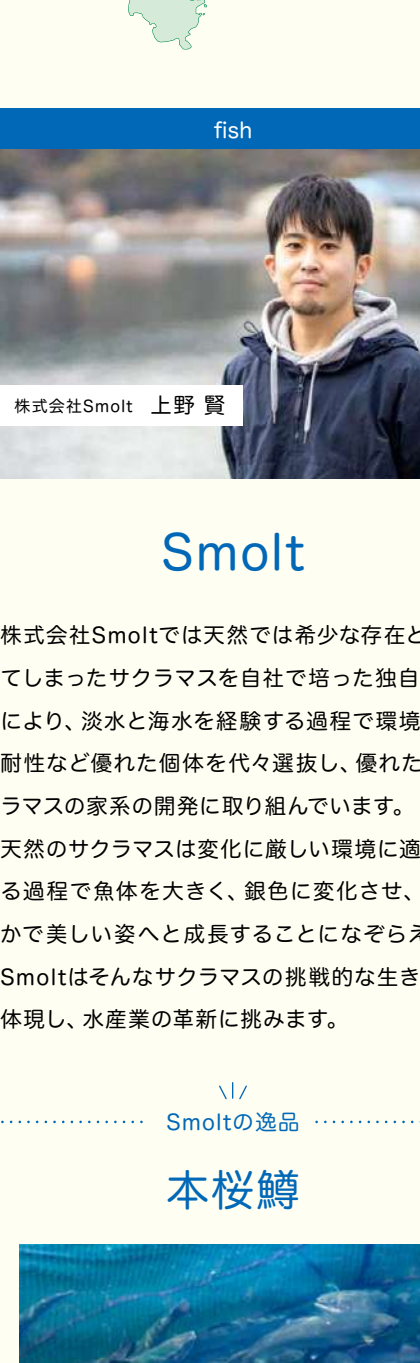 fish
株式会社Smolt 上野 賢
Smolt
株式会社Smoltでは天然では希少な存在と
てしまったサクラマスを自社で培った独自
により、淡水と海水を経験する過程で環境
耐性など優れた個体を代々選抜し、優れた
ラマスの家系の開発に取り組んでいます。
天然のサクラマスは変化に厳しい環境に適
る過程で魚体を大きく、銀色に変化させ、
かで美しい姿へと成長することになぞらえ
Smoltはそんなサクラマスの挑戦的な生き
体現し、水産業の革新に挑みます。
Smoltの逸品
本桜鱒